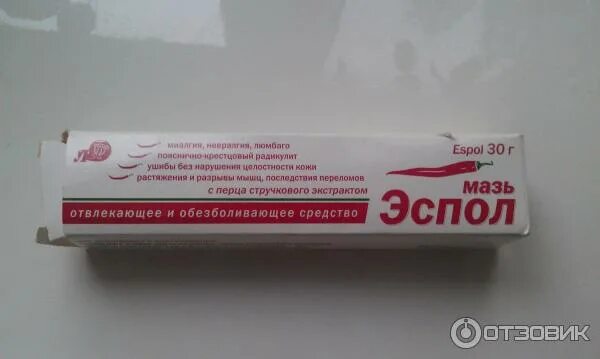 миалгия, невралгия, люмбаго
пояснично-крестцовый радикулит
ушибы без нарушения целостности кожи
растяжения и разрывы мышц, последствия переломов
с перца стручкового экстрактом
отвлекающее и обезболивающее средство
Espol 30 г
мазь
Эспол
ОТЗОВИК